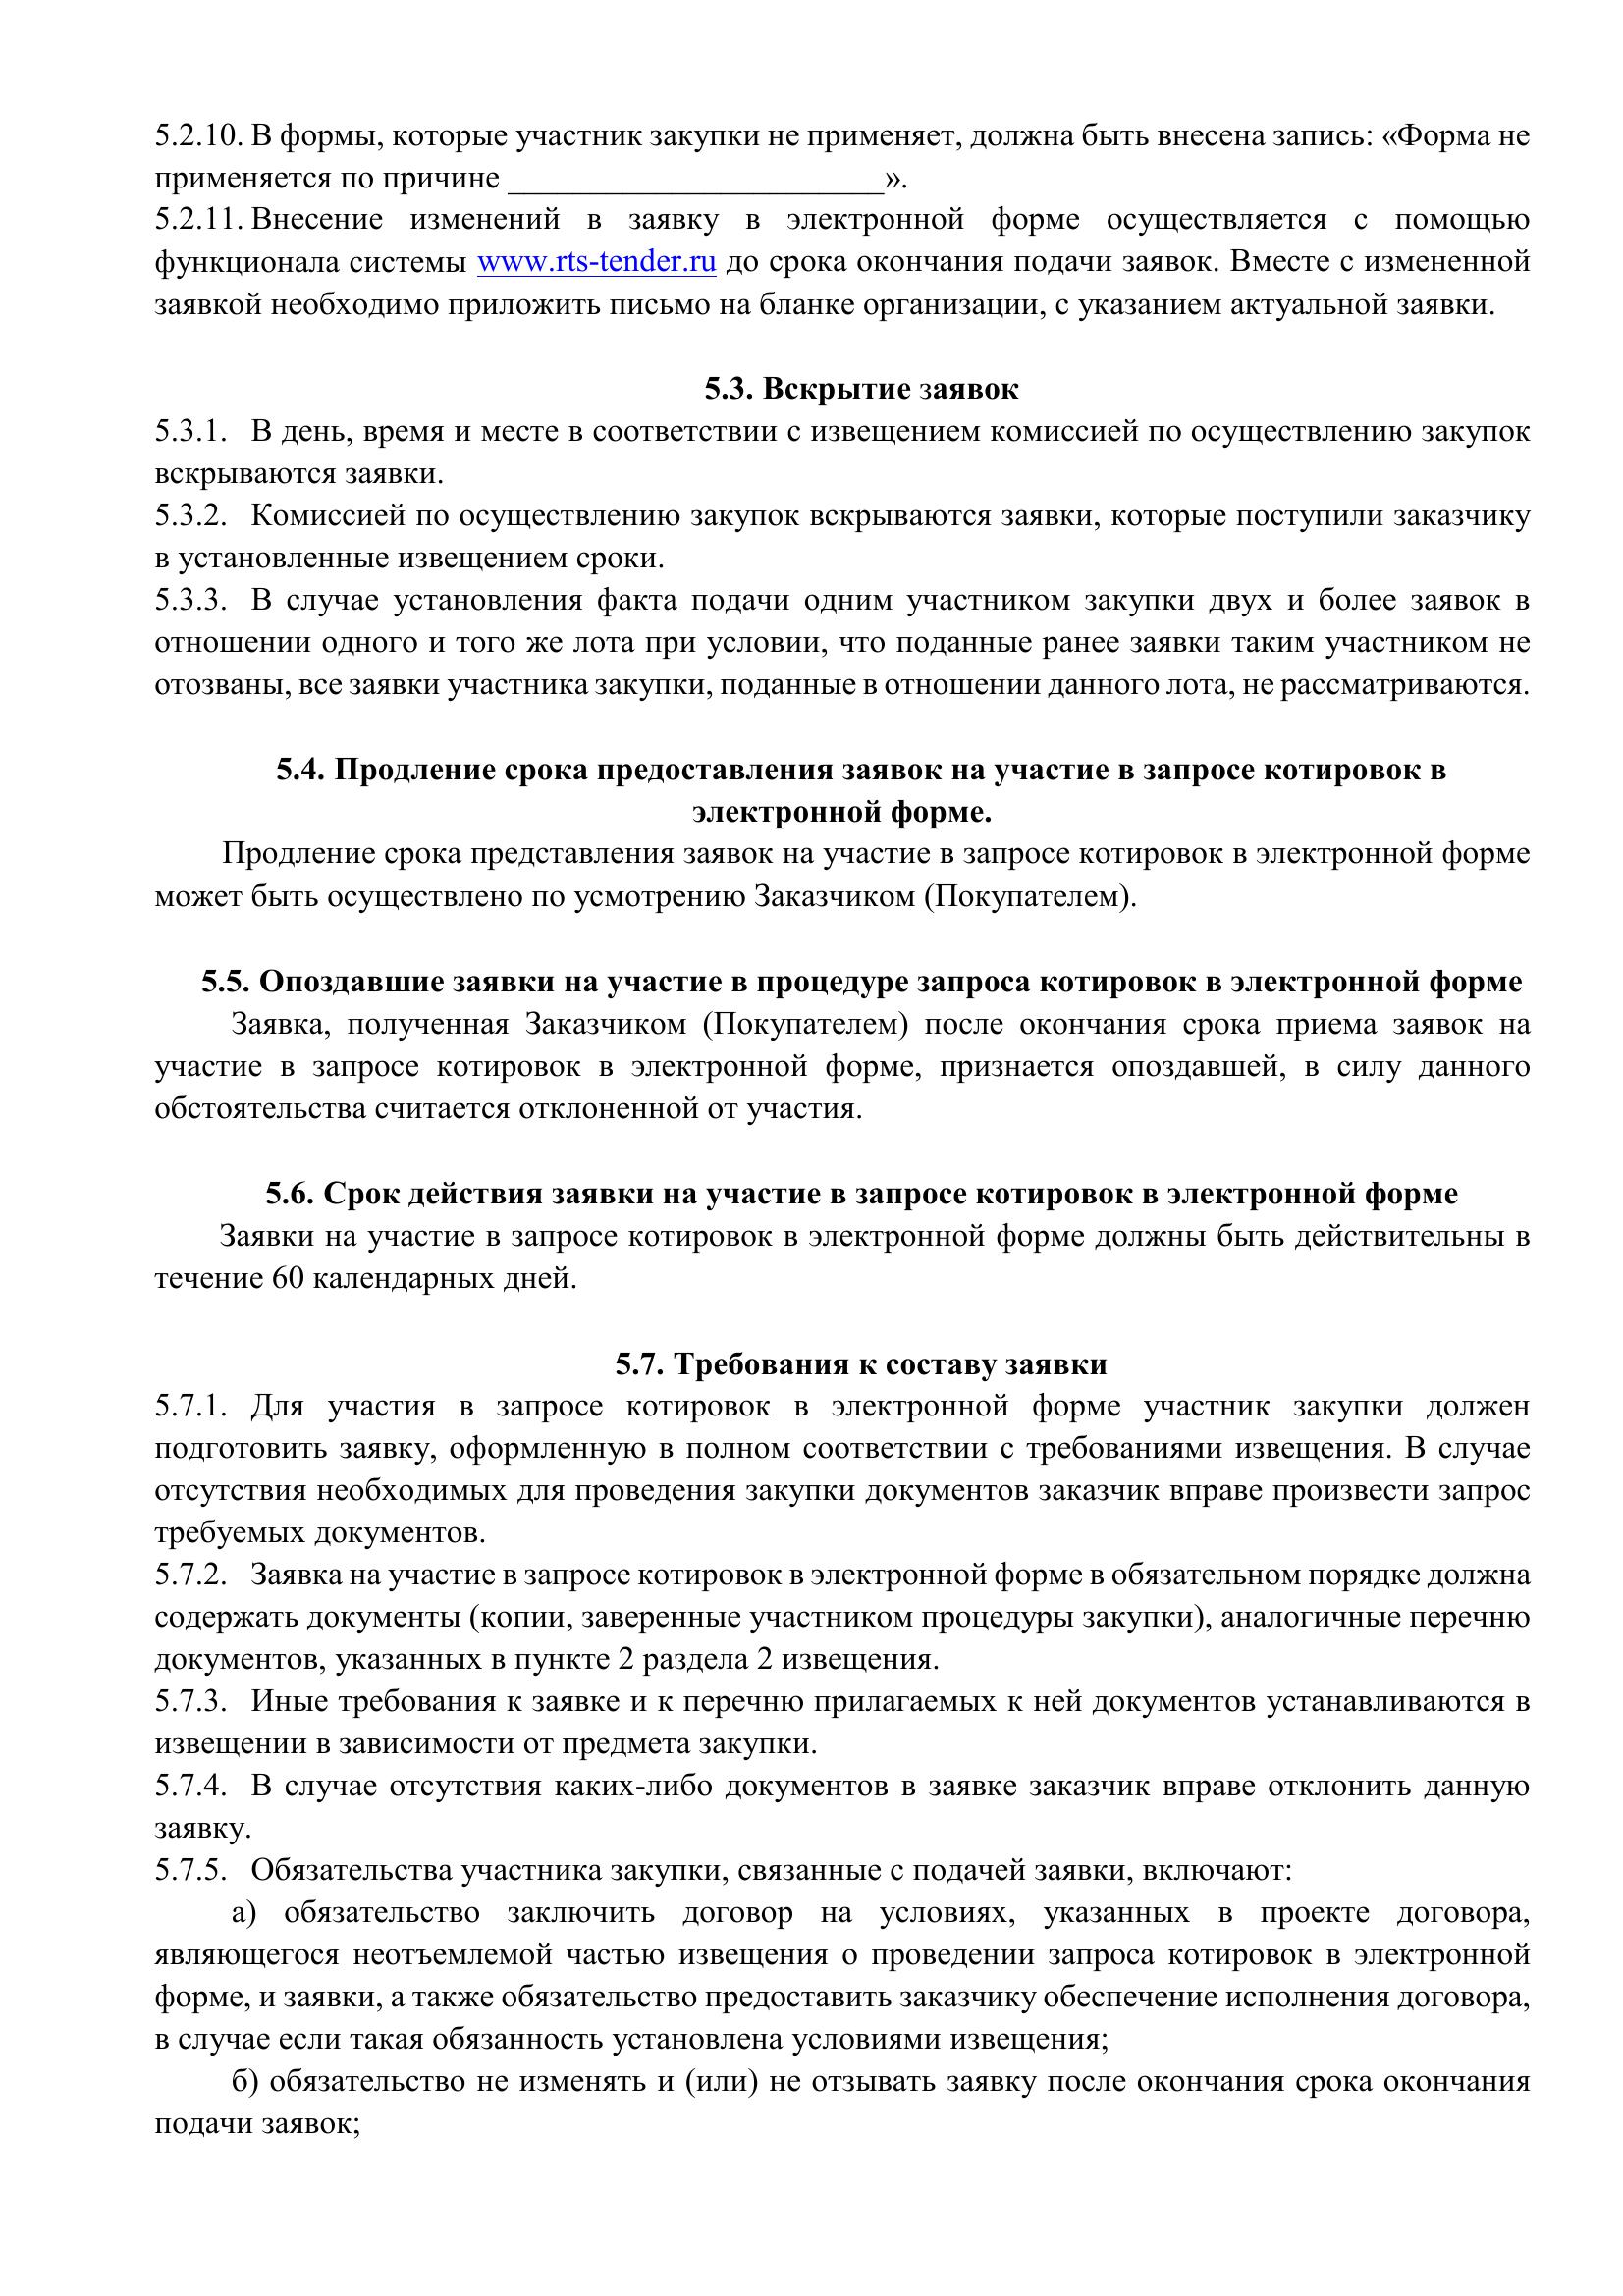 5.2.10. В формы, которые участник закупки не применяет, должна быть внесена запись: «Форма не
применяется по причине _______________________».
5.2.11. Внесение изменений в заявку в электронной форме осуществляется с помощью
функционала системы www.rts-tender.ru до срока окончания подачи заявок. Вместе с измененной
заявкой необходимо приложить письмо на бланке организации, с указанием актуальной заявки.
5.3. Вскрытие заявок
5.3.1. В день, время и месте в соответствии с извещением комиссией по осуществлению закупок
вскрываются заявки.
5.3.2. Комиссией по осуществлению закупок вскрываются заявки, которые поступили заказчику
в установленные извещением сроки.
5.3.3. В случае установления факта подачи одним участником закупки двух и более заявок в
отношении одного и того же лота при условии, что поданные ранее заявки таким участником не
отозваны, все заявки участника закупки, поданные в отношении данного лота, не рассматриваются.
5.4. Продление срока предоставления заявок на участие в запросе котировок в
электронной форме.
Продление срока представления заявок на участие в запросе котировок в электронной форме
может быть осуществлено по усмотрению Заказчиком (Покупателем).
5.5. Опоздавшие заявки на участие в процедуре запроса котировок в электронной форме
Заявка, полученная Заказчиком (Покупателем) после окончания срока приема заявок на
участие в запросе котировок в электронной форме, признается опоздавшей, в силу данного
обстоятельства считается отклоненной от участия.
5.6. Срок действия заявки на участие в запросе котировок в электронной форме
Заявки на участие в запросе котировок в электронной форме должны быть действительны в
течение 60 календарных дней.
5.7. Требования к составу заявки
5.7.1. Для участия в запросе котировок в электронной форме участник закупки должен
подготовить заявку, оформленную в полном соответствии с требованиями извещения. В случае
отсутствия необходимых для проведения закупки документов заказчик вправе произвести запрос
требуемых документов.
5.7.2. Заявка на участие в запросе котировок в электронной форме в обязательном порядке должна
содержать документы (копии, заверенные участником процедуры закупки), аналогичные перечню
документов, указанных в пункте 2 раздела 2 извещения.
5.7.3. Иные требования к заявке и к перечню прилагаемых к ней документов устанавливаются в
извещении в зависимости от предмета закупки.
5.7.4. В случае отсутствия каких-либо документов в заявке заказчик вправе отклонить данную
заявку.
5.7.5. Обязательства участника закупки, связанные с подачей заявки, включают:
а) обязательство заключить договор на условиях, указанных в проекте договора,
являющегося неотъемлемой частью извещения о проведении запроса котировок в электронной
форме, и заявки, а также обязательство предоставить заказчику обеспечение исполнения договора,
в случае если такая обязанность установлена условиями извещения;
б) обязательство не изменять и (или) не отзывать заявку после окончания срока окончания
подачи заявок;